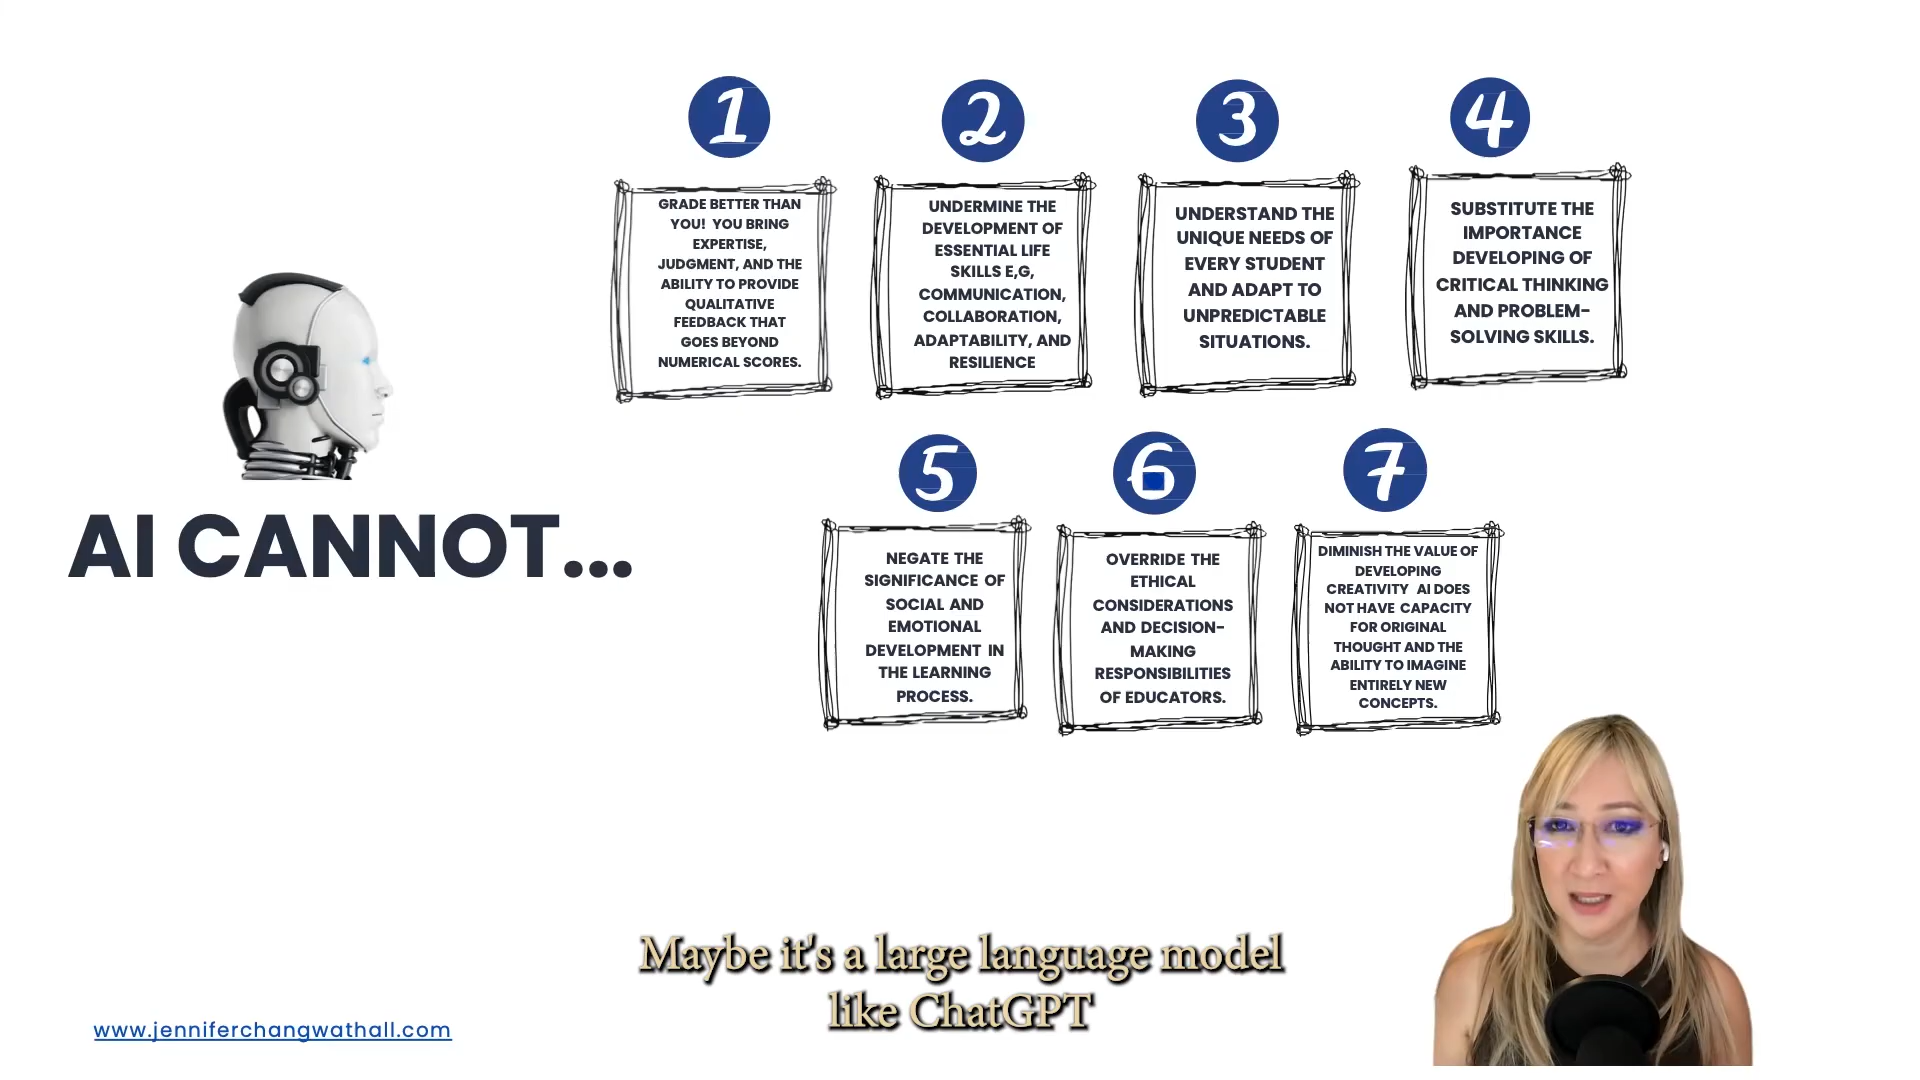 1
GRADE BETTER THAN
YOU! YOU BRING
EXPERTISE,
JUDGMENT, AND THE
ABILITY TO PROVIDE
QUALITATIVE
FEEDBACK THAT
GOES BEYOND
NUMERICAL SCORES.
2
UNDERMINE THE
DEVELOPMENT OF
ESSENTIAL LIFE
SKILLS E,G,
COMMUNICATION,
COLLABORATION,
ADAPTABILITY, AND
RESILIENCE
3
UNDERSTAND THE
UNIQUE NEEDS OF
EVERY STUDENT
AND ADAPT TO
UNPREDICTABLE
SITUATIONS.
4
SUBSTITUTE THE
IMPORTANCE
DEVELOPING OF
CRITICAL THINKING
AND PROBLEM-
SOLVING SKILLS.
AI CANNOT...
5
NEGATE THE
SIGNIFICANCE OF
SOCIAL AND
EMOTIONAL
DEVELOPMENT IN
THE LEARNING
PROCESS.
6
OVERRIDE THE
ETHICAL
CONSIDERATIONS
AND DECISION-
MAKING
RESPONSIBILITIES
OF EDUCATORS.
7
DIMINISH THE VALUE OF
DEVELOPING
CREATIVITY AI DOES
NOT HAVE CAPACITY
FOR ORIGINAL
THOUGHT AND THE
ABILITY TO IMAGINE
ENTIRELY NEW
CONCEPTS.
Maybe it's a large language model
like ChatGPT
www.jenniferchangwathall.com